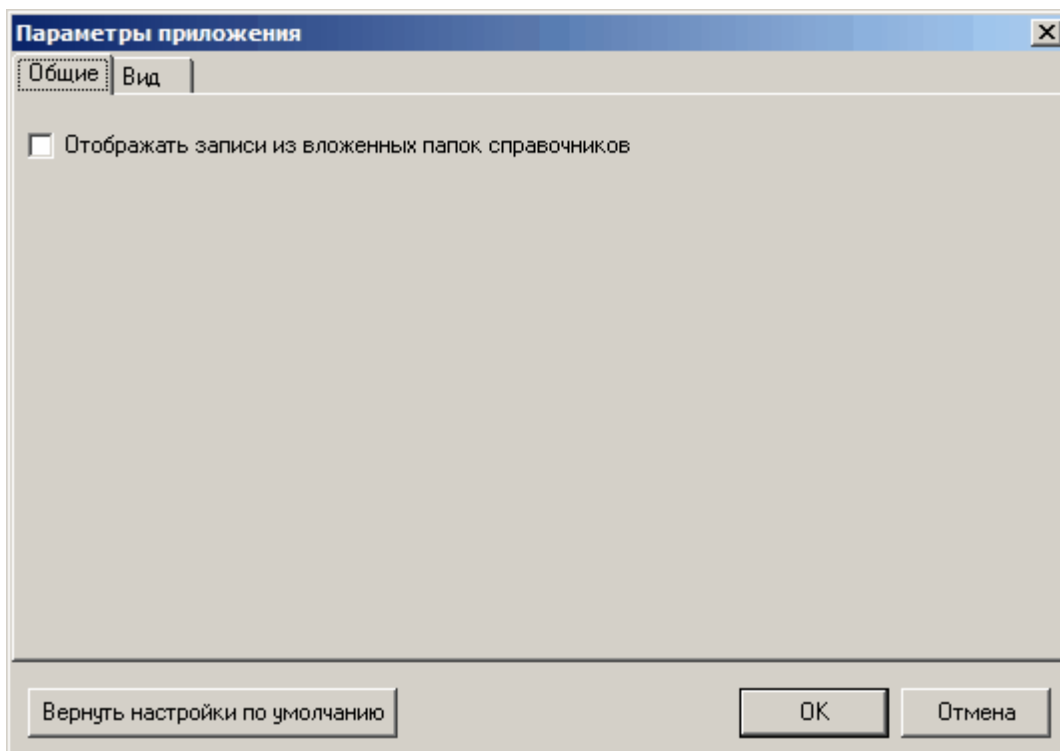 Параметры приложения
Общие Вид
Отображать записи из вложенных папок справочников
Вернуть настройки по умолчанию OK Отмена